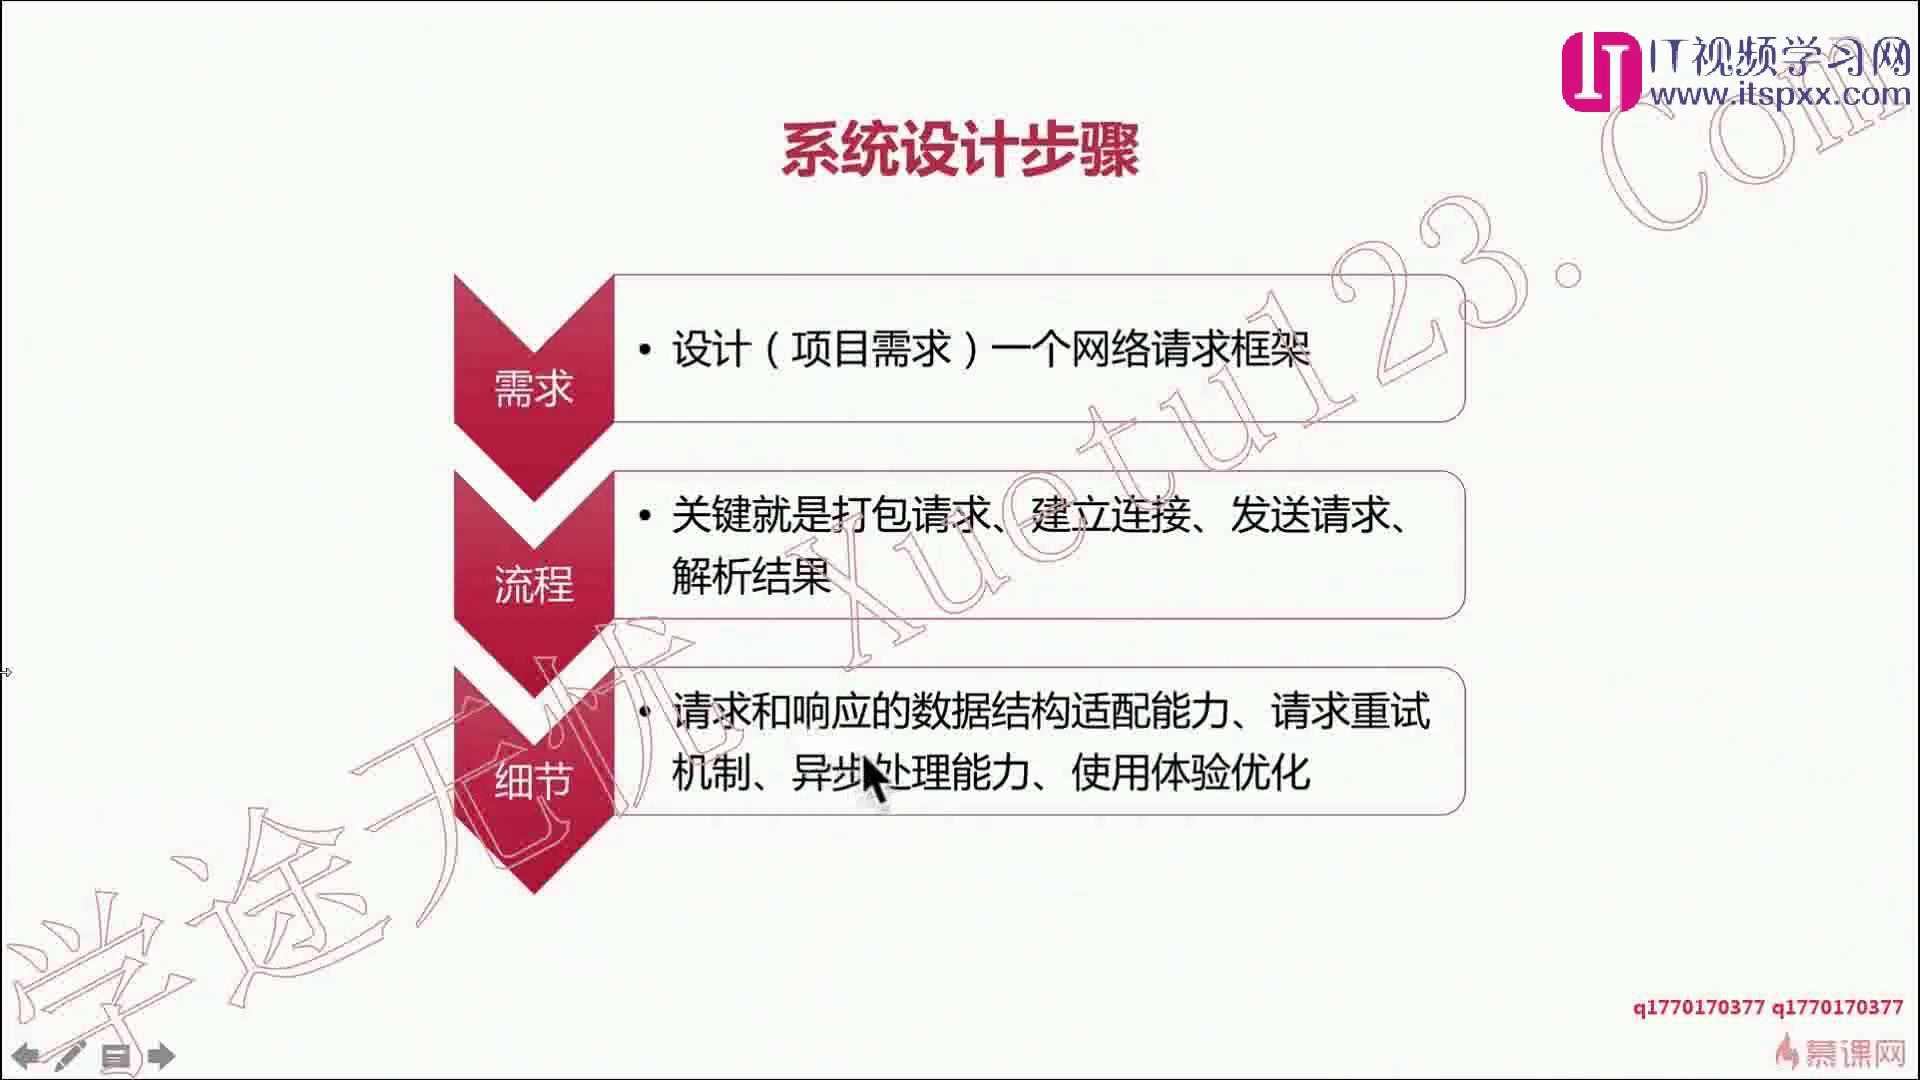 IT视频学习网
www.itspxx.com
系统设计步骤
需求
• 设计（项目需求）一个网络请求框架
流程
• 关键就是打包请求、建立连接、发送请求、
解析结果
细节
• 请求和响应的数据结构适配能力、请求重试
机制、异步处理能力、使用体验优化
学途无忧 Xuetu123.Com
q1770170377 q1770170377
慕课网